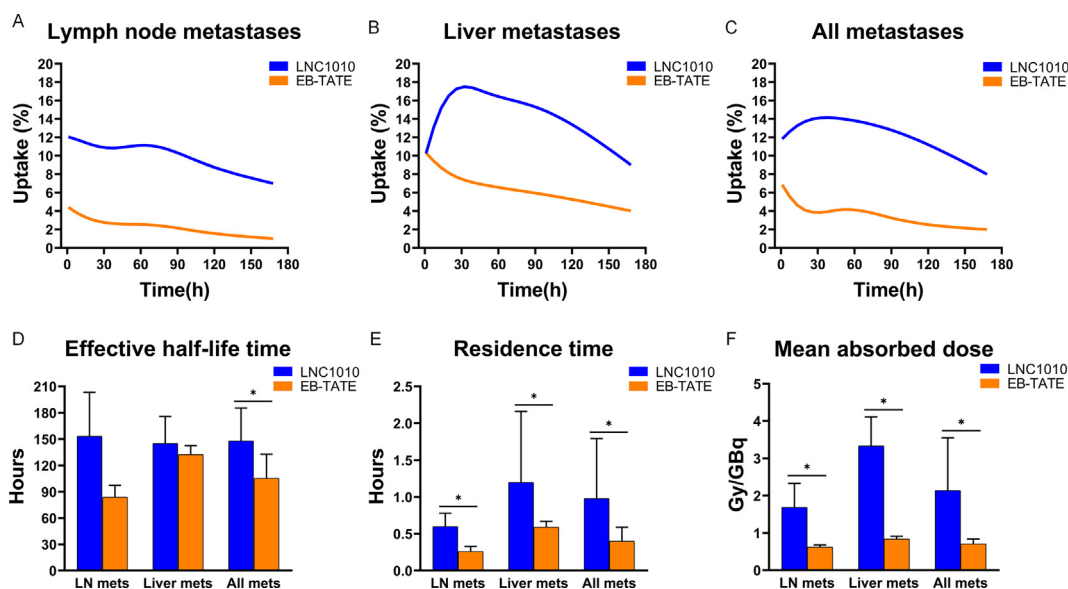 A
Lymph node metastases
LNC1010
EB-TATE
Uptake (%)
20
18
16
14
12
10
8
6
4
2
0
0 30 60 90 120 150 180
Time(h)
B
Liver metastases
LNC1010
EB-TATE
Uptake (%)
20
18
16
14
12
10
8
6
4
2
0
0 30 60 90 120 150 180
Time(h)
C
All metastases
LNC1010
EB-TATE
Uptake (%)
20
18
16
14
12
10
8
6
4
2
0
0 30 60 90 120 150 180
Time(h)
D
Effective half-life time
LNC1010
EB-TATE
Hours
210
180
150
120
90
60
30
0
*
LN mets Liver mets All mets
E
Residence time
LNC1010
EB-TATE
Hours
2.5
2.0
1.5
1.0
0.5
0.0
* * *
LN mets Liver mets All mets
F
Mean absorbed dose
LNC1010
EB-TATE
Gy/GBq
5
4
3
2
1
0
* * *
LN mets Liver mets All mets